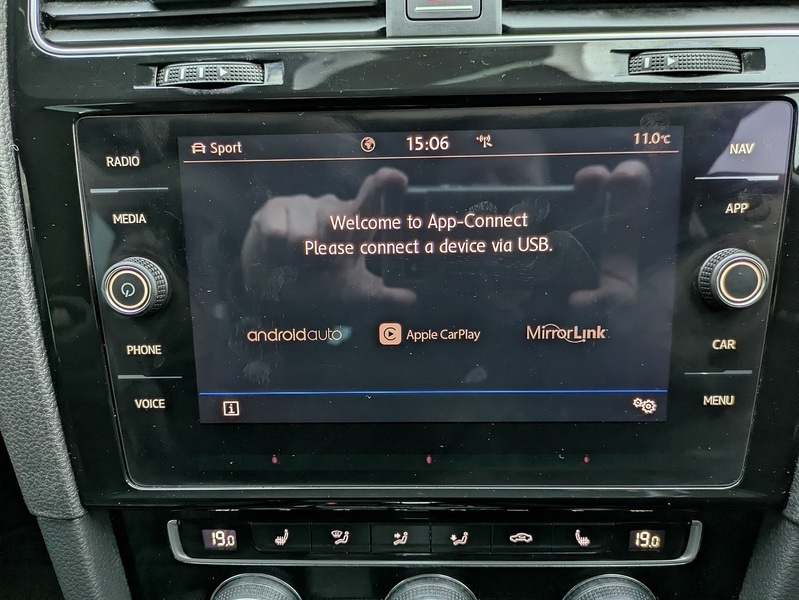 RADIO
MEDIA
PHONE
VOICE
Sport
15:06
11.0°C
Welcome to App-Connect
Please connect a device via USB.
androidauto
Apple CarPlay
MirrorLink
i
NAV
APP
CAR
MENU
19.0
19.0